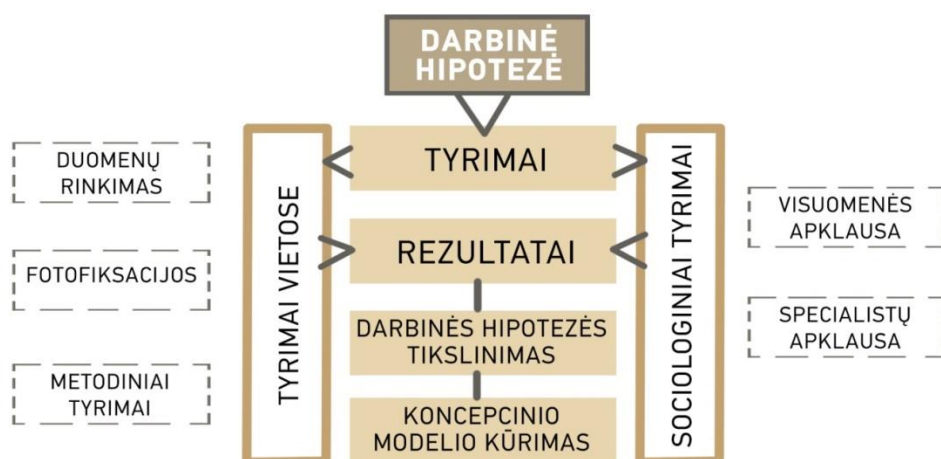 DARBINĖ
HIPOTEZĖ
TYRIMAI
REZULTATAI
DARBINĖS HIPOTEZĖS
TIKSLINIMAS
KONCEPCINIO
MODELIO KŪRIMAS
TYRIMAI VIETOSE
DUOMENŲ
RINKIMAS
FOTOFIKSACIJOS
METODINIAI
TYRIMAI
SOCIOLOGINIAI TYRIMAI
VISUOMENĖS
APKLAUSA
SPECIALISTŲ
APKLAUSA